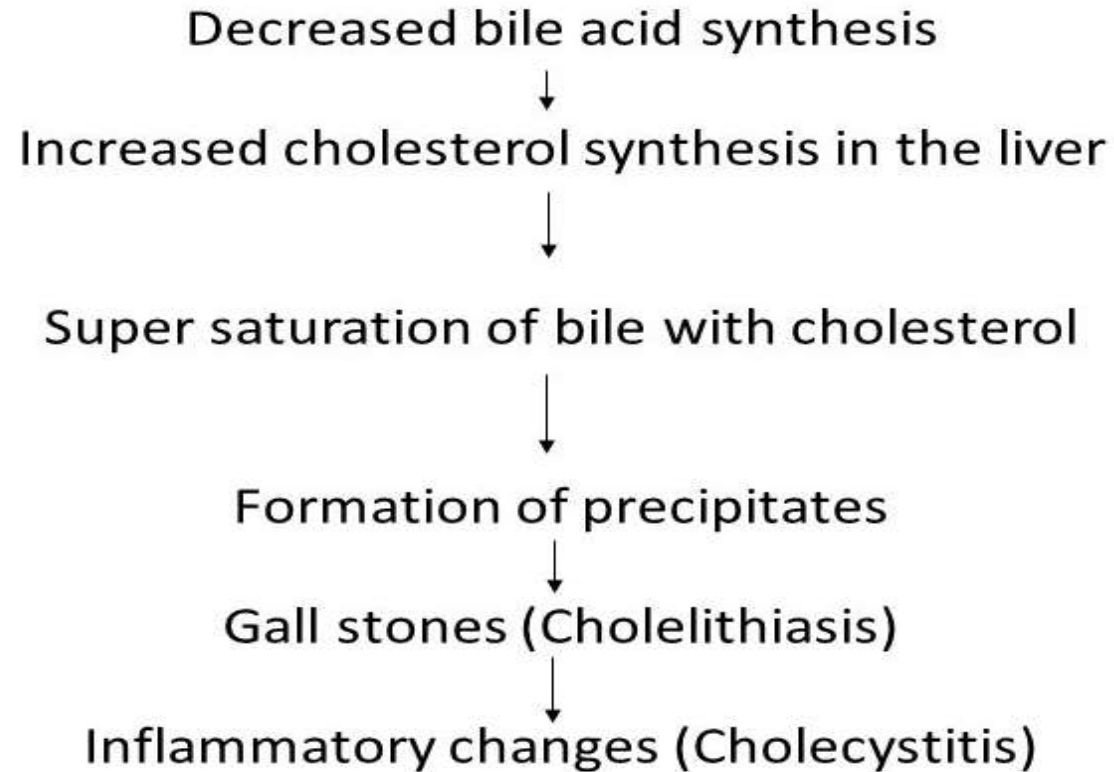 Decreased bile acid synthesis
Increased cholesterol synthesis in the liver
Super saturation of bile with cholesterol
Formation of precipitates
Gall stones (Cholelithiasis)
Inflammatory changes (Cholecystitis)